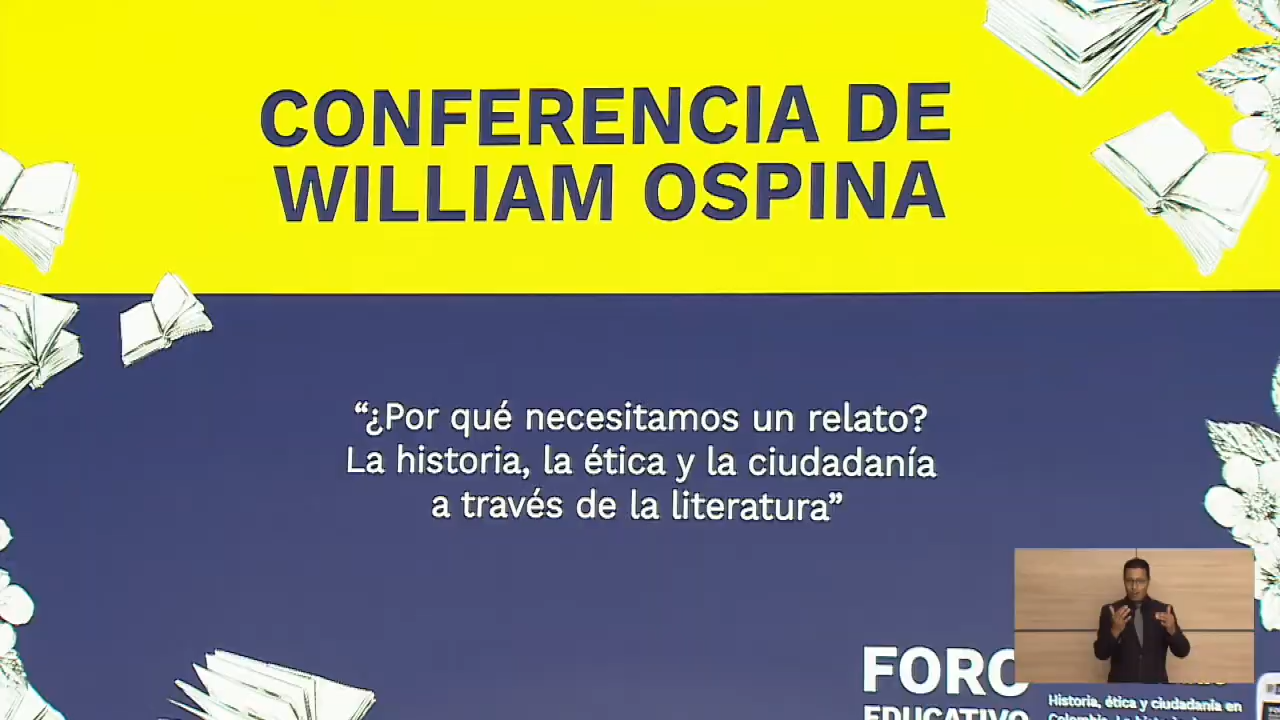 CONFERENCIA DE
WILLIAM OSPINA
“¿Por qué necesitamos un relato?
La historia, la ética y la ciudadanía
a través de la literatura”
FORO
EDUCATIVO
Historia, ética y ciudadanía en